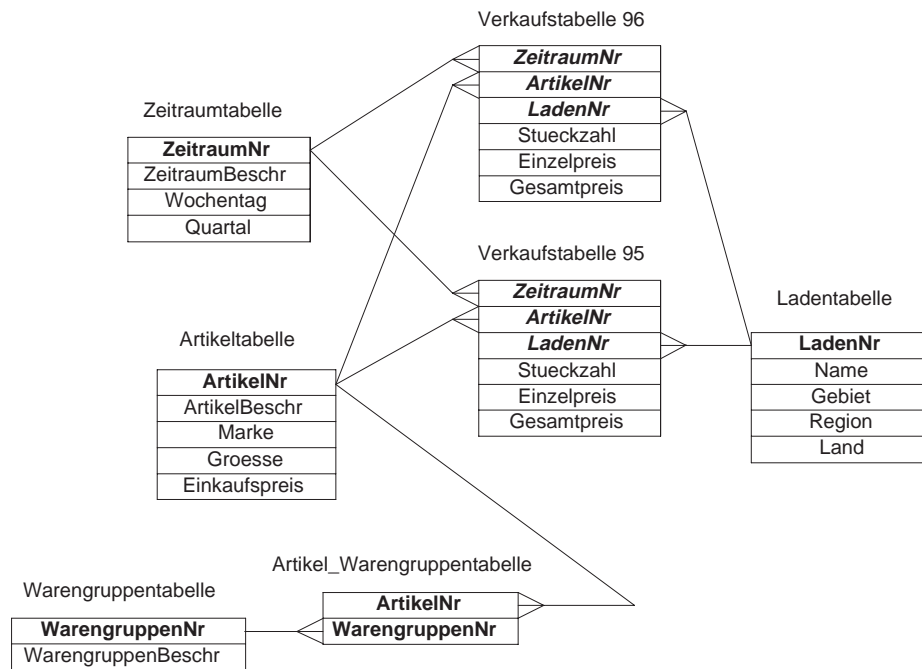 Verkaufstabelle 96
ZeitraumNr
ArtikelNr
LadenNr
Stueckzahl
Einzelpreis
Gesamtpreis
Zeitraumtabelle
ZeitraumNr
ZeitraumBeschr
Wochentag
Quartal
Verkaufstabelle 95
ZeitraumNr
ArtikelNr
LadenNr
Stueckzahl
Einzelpreis
Gesamtpreis
Ladentabelle
LadenNr
Name
Gebiet
Region
Land
Artikeltabelle
ArtikelNr
ArtikelBeschr
Marke
Groesse
Einkaufspreis
Artikel_Warengruppentabelle
ArtikelNr
WarengruppenNr
Warengruppentabelle
WarengruppenNr
WarengruppenBeschr